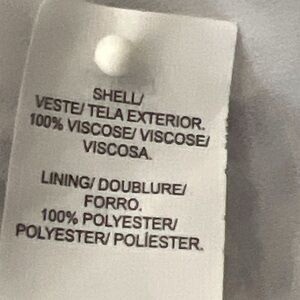 SHELL/
VESTE/ TELA EXTERIOR.
100% VISCOSE/ VISCOSE/
VISCOSA.
LINING/ DOUBLURE/
FORRO.
100% POLYESTER/
POLYESTER/ POLÍESTER.